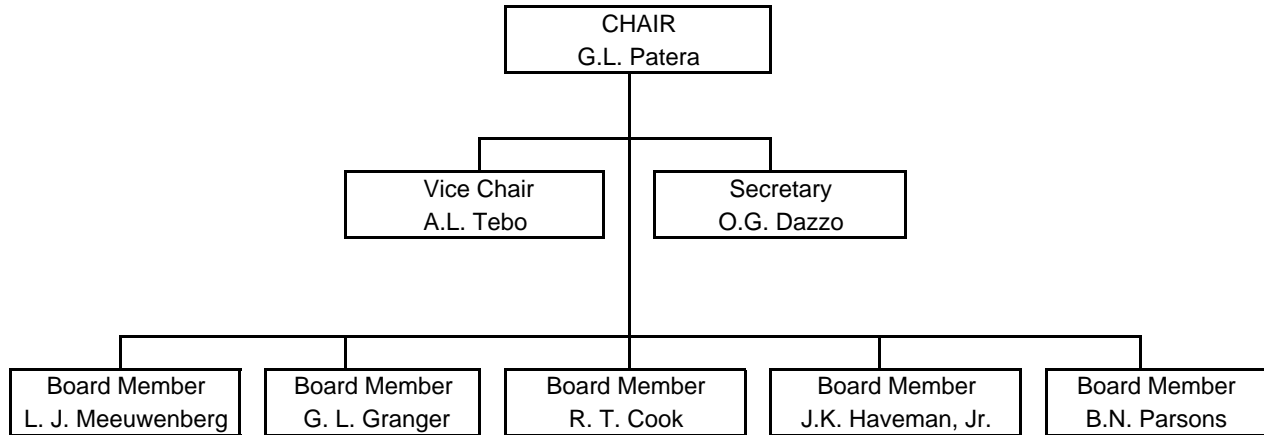 CHAIR
G.L. Patera
Vice Chair
A.L. Tebo
Secretary
O.G. Dazzo
Board Member
L. J. Meeuwenberg
Board Member
G. L. Granger
Board Member
R. T. Cook
Board Member
J.K. Haveman, Jr.
Board Member
B.N. Parsons